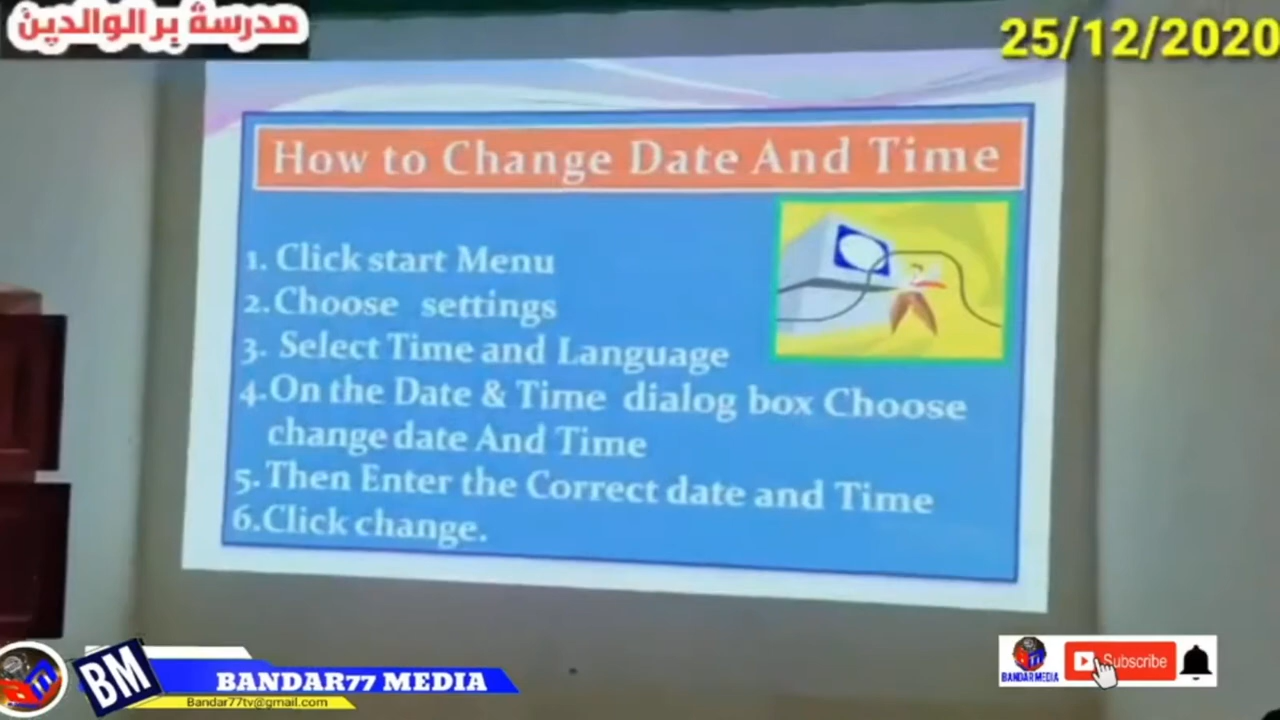 مدرسة بر الوالدين
25/12/2020
How to Change Date And Time
1. Click start Menu
2. Choose settings
3. Select Time and Language
4. On the Date & Time dialog box Choose
change date And Time
5. Then Enter the Correct date and Time
6. Click change.
BM
BANDAR77 MEDIA
Bandar77tv@gmail.com
BANDAR MEDIA
Subscribe